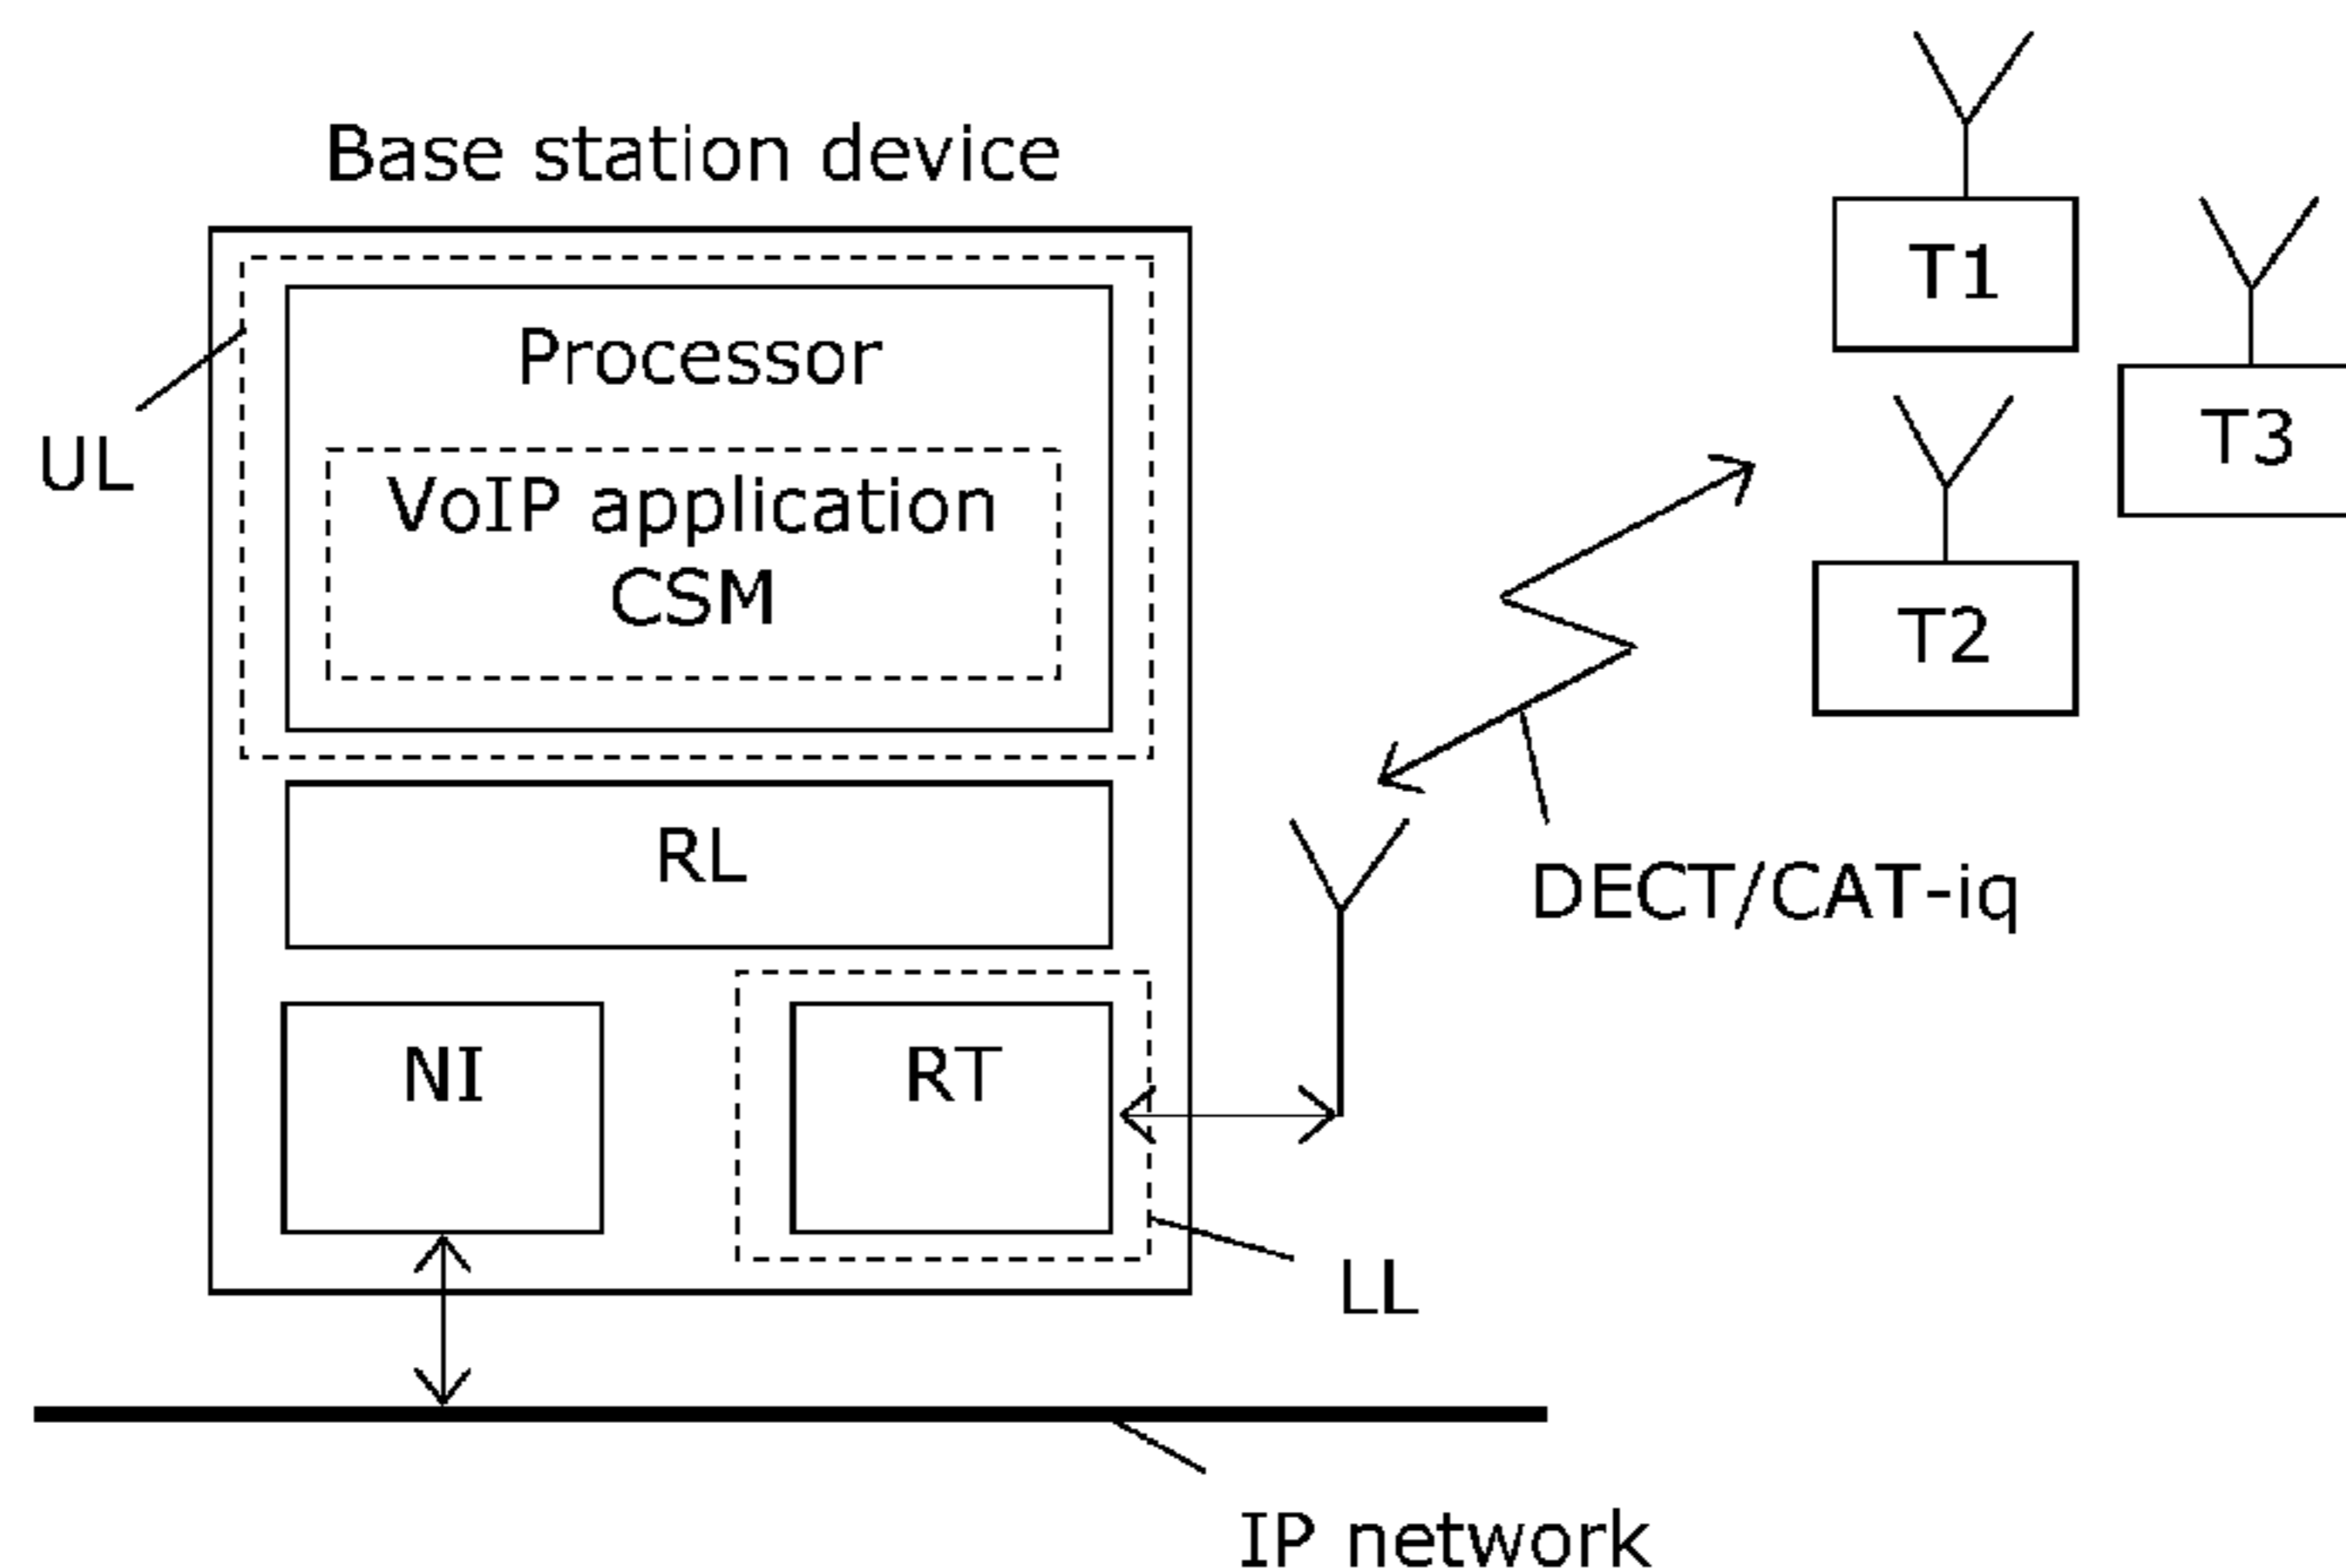 Base station device
T1
Processor
T3
UL
VoIP application
CSM
T2
RL
DECT/CAT-iq
NI
RT
LL
IP network